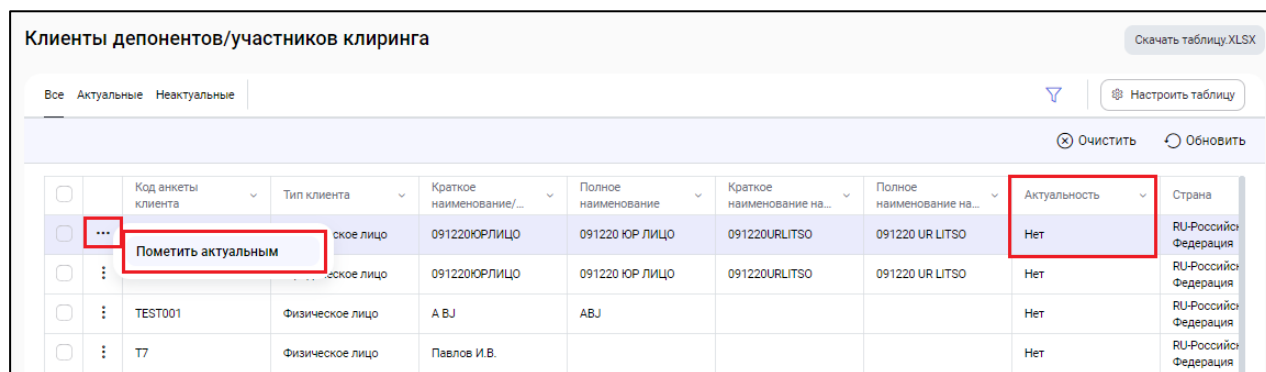 Клиенты депонентов/участников клиринга
Скачать таблицу.XLSX
Все Актуальные Неактуальные
Настроить таблицу
Очистить Обновить
Код анкеты клиента Тип клиента Краткое наименование/... Полное наименование Краткое наименование на... Полное наименование на... Актуальность Страна
ское лицо 091220ЮРЛИЦО 091220 ЮР ЛИЦО 091220URLITSO 091220 UR LITSO Нет RU-Российск Федерация
Пометить актуальным
ческое лицо 091220ЮРЛИЦО 091220 ЮР ЛИЦО 091220URLITSO 091220 UR LITSO Нет RU-Российск Федерация
TEST001 Физическое лицо A BJ ABJ Нет RU-Российск Федерация
T7 Физическое лицо Павлов И.В. Нет RU-Российск Федерация